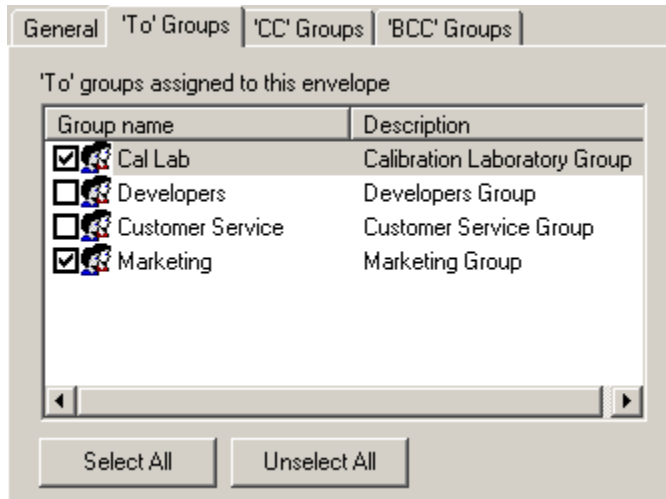 General 'To' Groups 'CC' Groups 'BCC' Groups
'To' groups assigned to this envelope
Group name Description
Cal Lab Calibration Laboratory Group
Developers Developers Group
Customer Service Customer Service Group
Marketing Marketing Group
Select All Unselect All